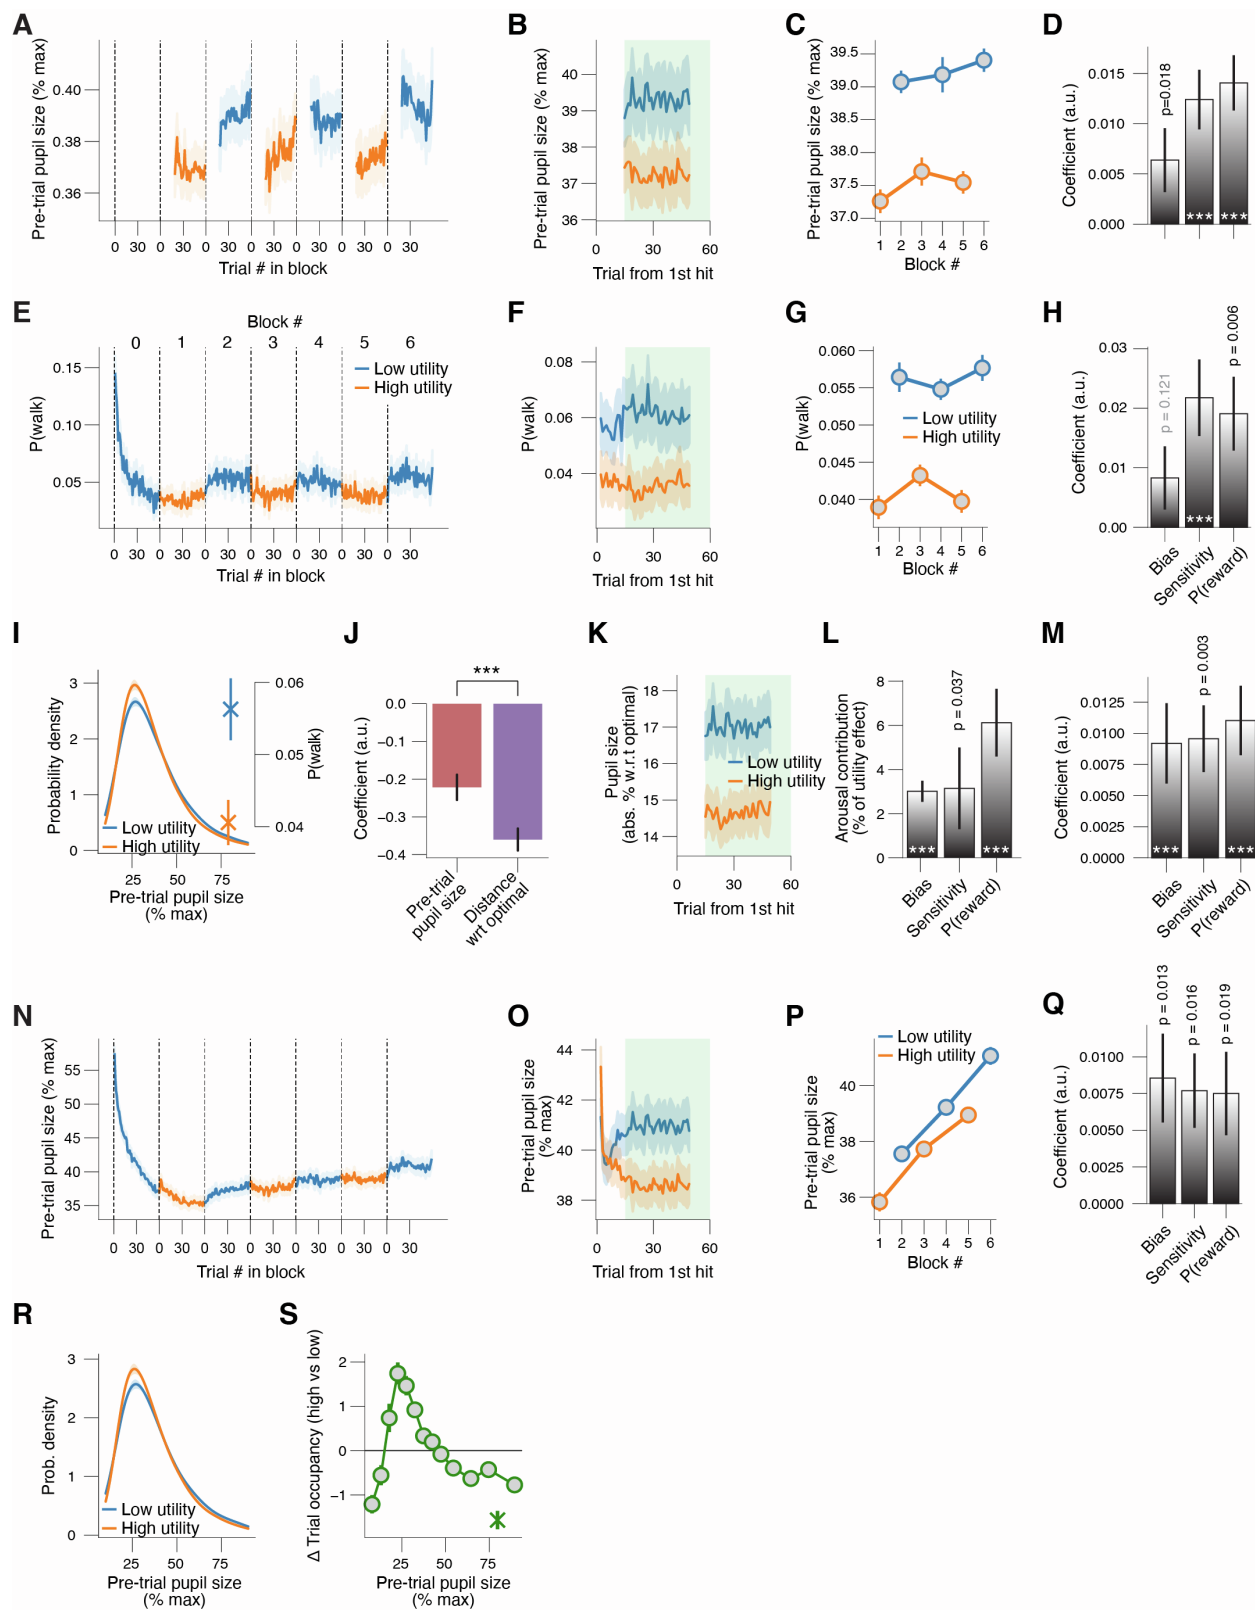 A
Pre-trial pupil size (% max)
0.40
0.38
0.36
0 30 0 30 0 30 0 30 0 30 0 30 0 30
Trial # in block
B
Pre-trial pupil size (% max)
40
39
38
37
36
0 30 60
Trial from 1st hit
C
Pre-trial pupil size (% max)
39.5
39.0
38.5
38.0
37.5
37.0
1 2 3 4 5 6
Block #
D
Coefficient (a.u.)
0.015
0.010
0.005
0.000
p=0.018
*** ***
E
Block #
0 1 2 3 4 5 6
P(walk)
0.15
0.10
0.05
Low utility
High utility
0 30 0 30 0 30 0 30 0 30 0 30 0 30
Trial # in block
F
P(walk)
0.08
0.06
0.04
0 30 60
Trial from 1st hit
G
P(walk)
0.060
0.055
0.050
0.045
0.040
Low utility
High utility
1 2 3 4 5 6
Block #
H
Coefficient (a.u.)
0.03
0.02
0.01
0.00
p = 0.121
***
p = 0.006
Bias
Sensitivity
P(reward)
I
Probability density
3
2
1
0
0.06
0.05
0.04
P(walk)
Low utility
High utility
25 50 75
Pre-trial pupil size
(% max)
J
***
Coefficient (a.u.)
0.0
−0.1
−0.2
−0.3
−0.4
Pre-trial
pupil size
Distance
wrt optimal
K
Pupil size
(abs. % w.r.t optimal)
18
17
16
15
14
Low utility
High utility
0 30 60
Trial from 1st hit
L
Arousal contribution
(% of utility effect)
8
6
4
2
0
p = 0.037
*** ***
Bias
Sensitivity
P(reward)
M
Coefficient (a.u.)
0.0125
0.0100
0.0075
0.0050
0.0025
0.0000
p = 0.003
*** ***
Bias
Sensitivity
P(reward)
N
Pre-trial pupil size (% max)
55
50
45
40
35
0 30 0 30 0 30 0 30 0 30 0 30 0 30
Trial # in block
O
Pre-trial pupil size
(% max)
44
42
40
38
0 30 60
Trial from 1st hit
P
Low utility
High utility
Pre-trial pupil size
(% max)
40
38
36
1 2 3 4 5 6
Block #
Q
Coefficient (a.u.)
0.0100
0.0075
0.0050
0.0025
0.0000
p = 0.013
p = 0.016
p = 0.019
Bias
Sensitivity
P(reward)
R
Prob. density
3
2
1
0
Low utility
High utility
25 50 75
Pre-trial pupil size
(% max)
S
Δ Trial occupancy (high vs low)
2
1
0
−1
25 50 75
Pre-trial pupil size
(% max)